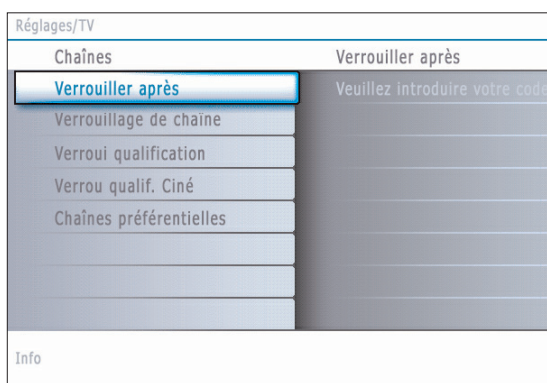 Réglages/TV
Chaînes Verrouiller après
Verrouiller après Veuillez introduire votre code
Verrouillage de chaîne
Verroui qualification
Verrou qualif. Ciné
Chaînes préférentielles
Info